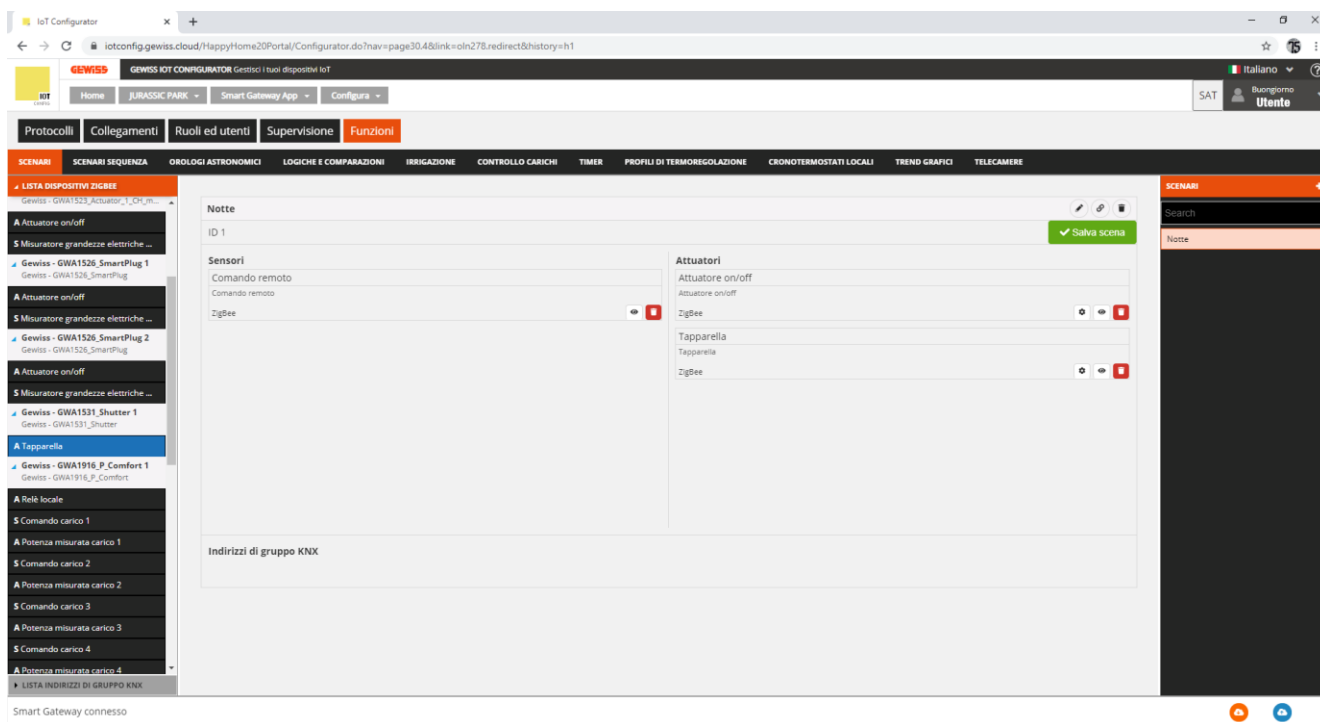 IoT Configurator
iotconfig.gewiss.cloud/HappyHome20Portal/Configurator.do?nav=page30.4&link=oln278.redirect&history=h1
GEWISS
GEWISS IOT CONFIGURATOR Gestisci i tuoi dispositivi IoT
Italiano
IOT
Home
JURASSIC PARK
Smart Gateway App
Configura
SAT
Buongiorno
Utente
Protocolli
Collegamenti
Ruoli ed utenti
Supervisione
Funzioni
SCENARI
SCENARI SEQUENZA
OROLOGI ASTRONOMICI
LOGICHE E COMPARAZIONI
IRRIGAZIONE
CONTROLLO CARICHI
TIMER
PROFILI DI TERMOREGOLAZIONE
CRONOTERMOSTATI LOCALI
TREND GRAFICI
TELECAMERE
LISTA DISPOSITIVI ZIGBEE
Gewiss - GWA1523_Actuator_1_CH_m...
A Attuatore on/off
S Misuratore grandezze elettriche ...
Gewiss - GWA1526_SmartPlug 1
Gewiss - GWA1526_SmartPlug
A Attuatore on/off
S Misuratore grandezze elettriche ...
Gewiss - GWA1526_SmartPlug 2
Gewiss - GWA1526_SmartPlug
A Attuatore on/off
S Misuratore grandezze elettriche ...
Gewiss - GWA1531_Shutter 1
Gewiss - GWA1531_Shutter
A Tapparella
Gewiss - GWA1916_P_Comfort 1
Gewiss - GWA1916_P_Comfort
A Relè locale
S Comando carico 1
A Potenza misurata carico 1
S Comando carico 2
A Potenza misurata carico 2
S Comando carico 3
A Potenza misurata carico 3
S Comando carico 4
A Potenza misurata carico 4
LISTA INDIRIZZI DI GRUPPO KNX
Notte
ID 1
Salva scena
Sensori
Comando remoto
Comando remoto
ZigBee
Attuatori
Attuatore on/off
Attuatore on/off
ZigBee
Tapparella
Tapparella
ZigBee
Indirizzi di gruppo KNX
SCENARI
Search
Notte
Smart Gateway connesso